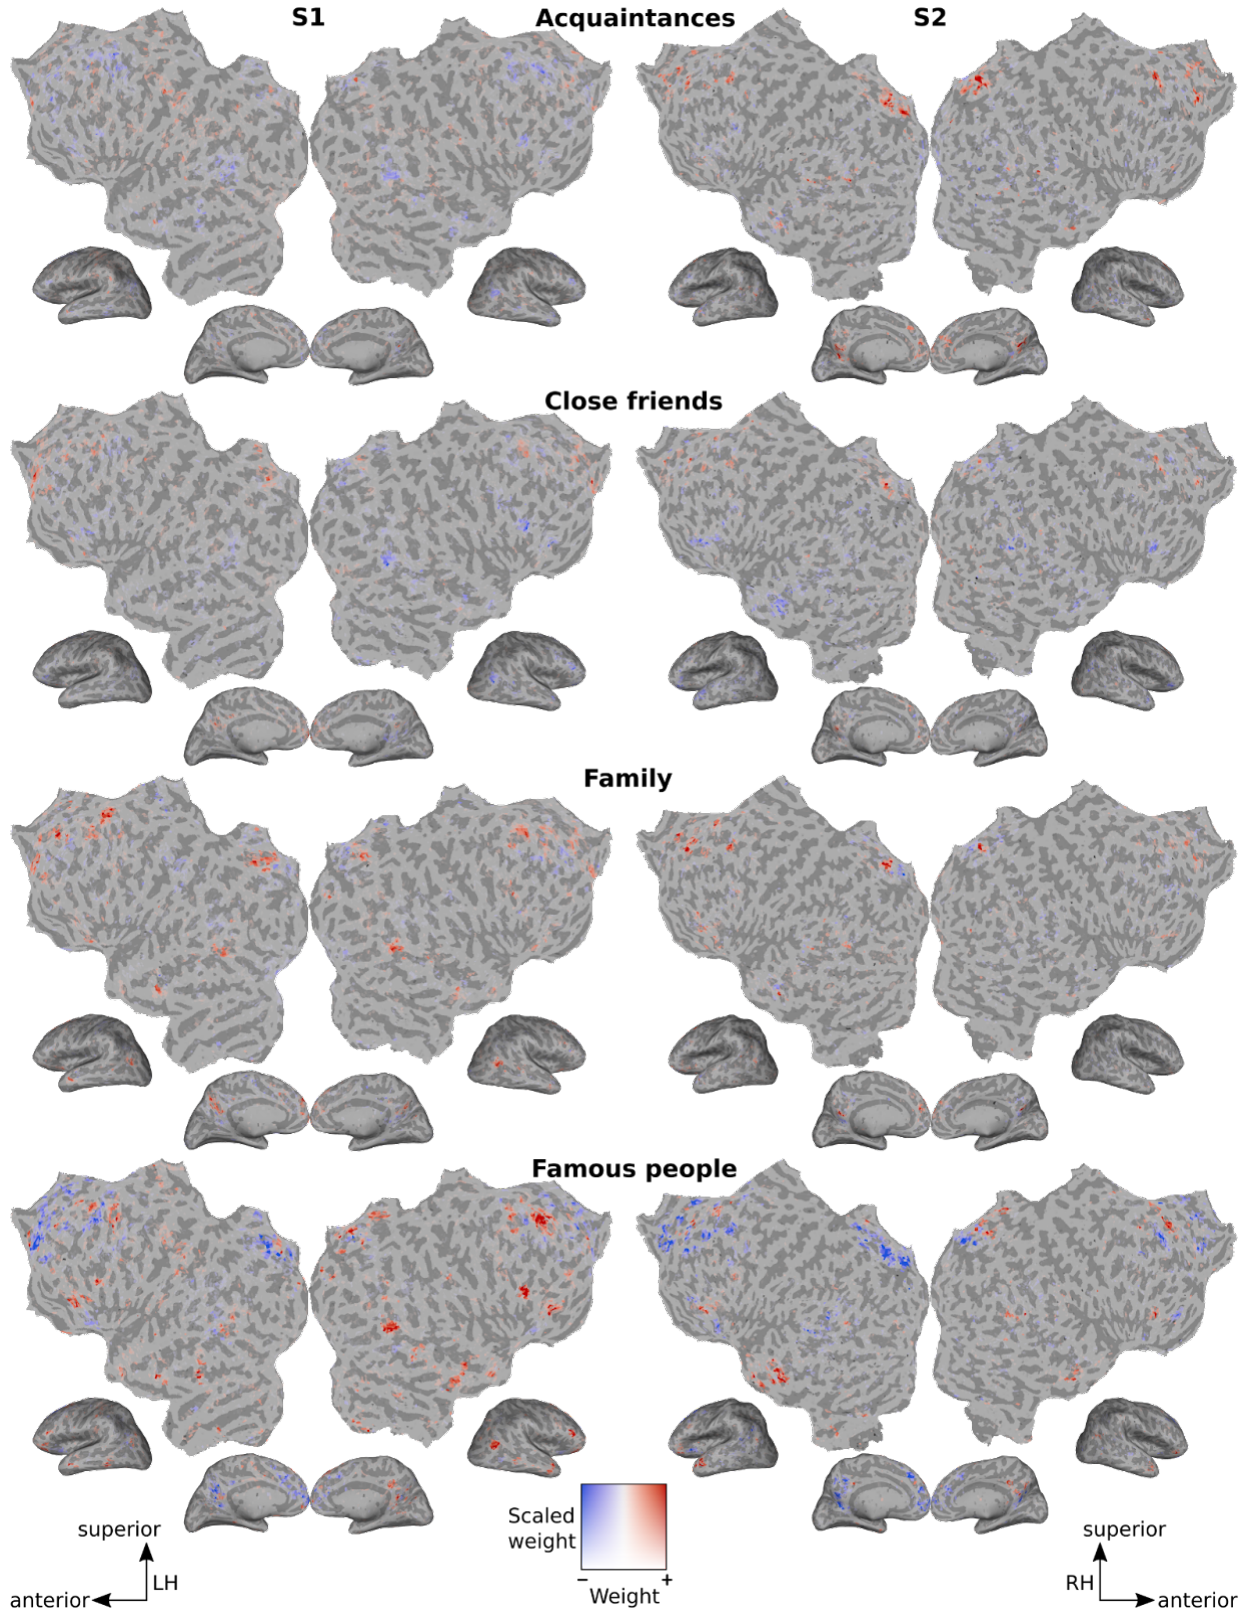 S1
Acquaintances
S2
Close friends
Family
Famous people
Scaled
weight
− +
Weight
superior
LH
anterior
superior
RH
anterior